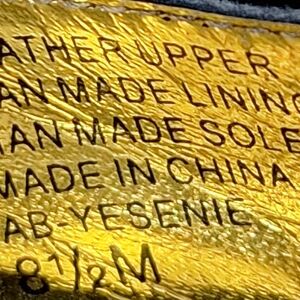 ATHER UPPER
AN MADE LINING
AN MADE SOLE
MADE IN CHINA
AB-YESENIE
8½M